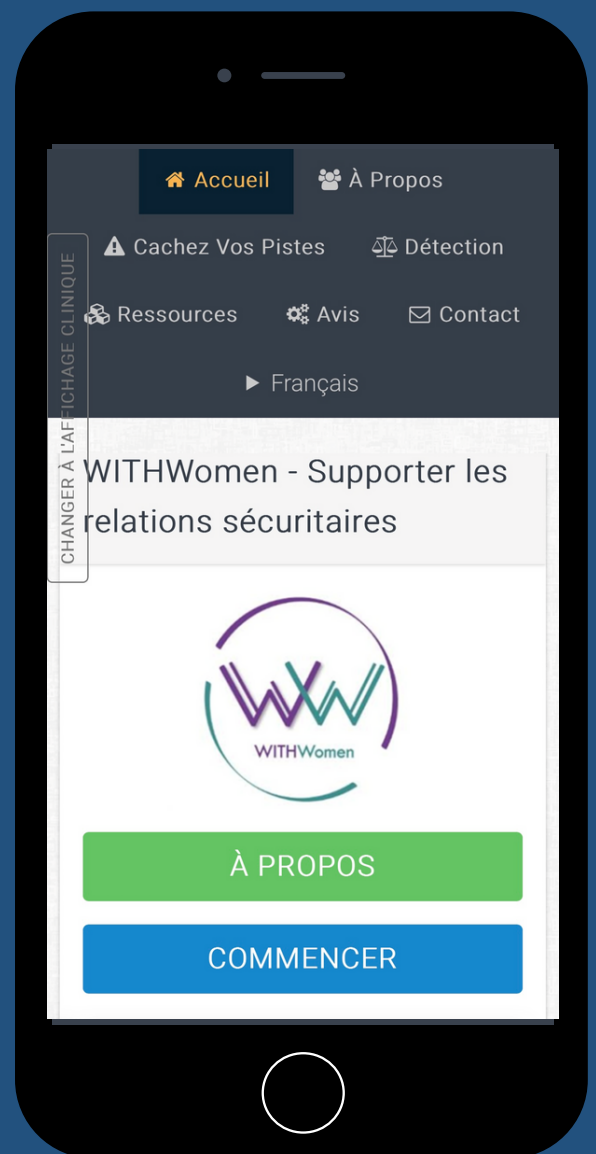 Accueil À Propos
Cachez Vos Pistes Détection
Ressources Avis Contact
Français
CHANGER À L'AFFICHAGE CLINIQUE
WITHWomen - Supporter les
relations sécuritaires
WW
WITHWomen
À PROPOS
COMMENCER